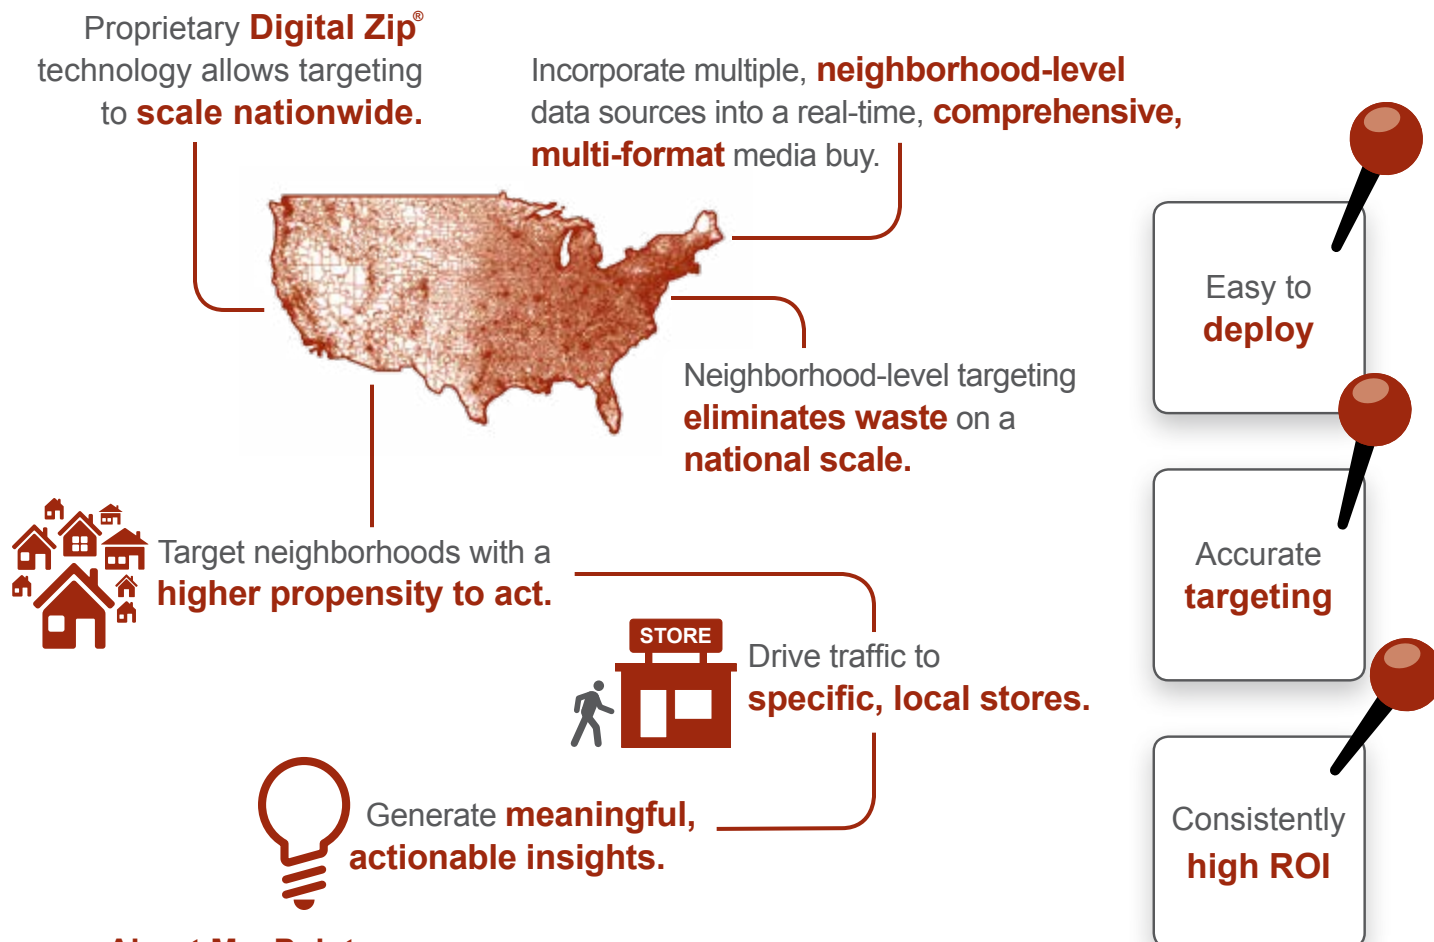 Proprietary Digital Zip®
technology allows targeting
to scale nationwide.
Incorporate multiple, neighborhood-level
data sources into a real-time, comprehensive,
multi-format media buy.
Neighborhood-level targeting
eliminates waste on a
national scale.
Target neighborhoods with a
higher propensity to act.
STORE
Drive traffic to
specific, local stores.
Generate meaningful,
actionable insights.
Easy to
deploy
Accurate
targeting
Consistently
high ROI